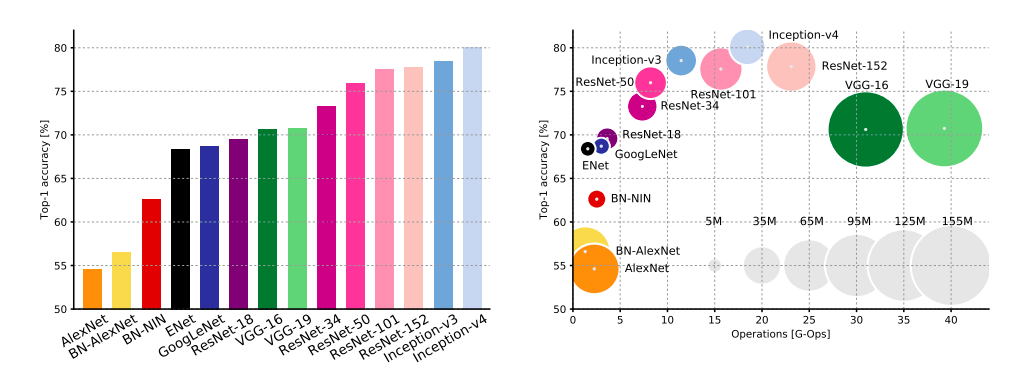 80
75
70
65
60
55
50
Top-1 accuracy [%]
AlexNet
BN-AlexNet
BN-NIN
ENet
GoogLeNet
ResNet-18
VGG-16
VGG-19
ResNet-34
ResNet-50
ResNet-101
ResNet-152
Inception-v3
Inception-v4
80
75
70
65
60
55
50
Top-1 accuracy [%]
Inception-v4
Inception-v3
ResNet-152
ResNet-50
VGG-16
VGG-19
ResNet-101
ResNet-34
ResNet-18
GoogLeNet
ENet
BN-NIN
5M 35M 65M 95M 125M 155M
BN-AlexNet
AlexNet
0 5 10 15 20 25 30 35 40
Operations [G-Ops]